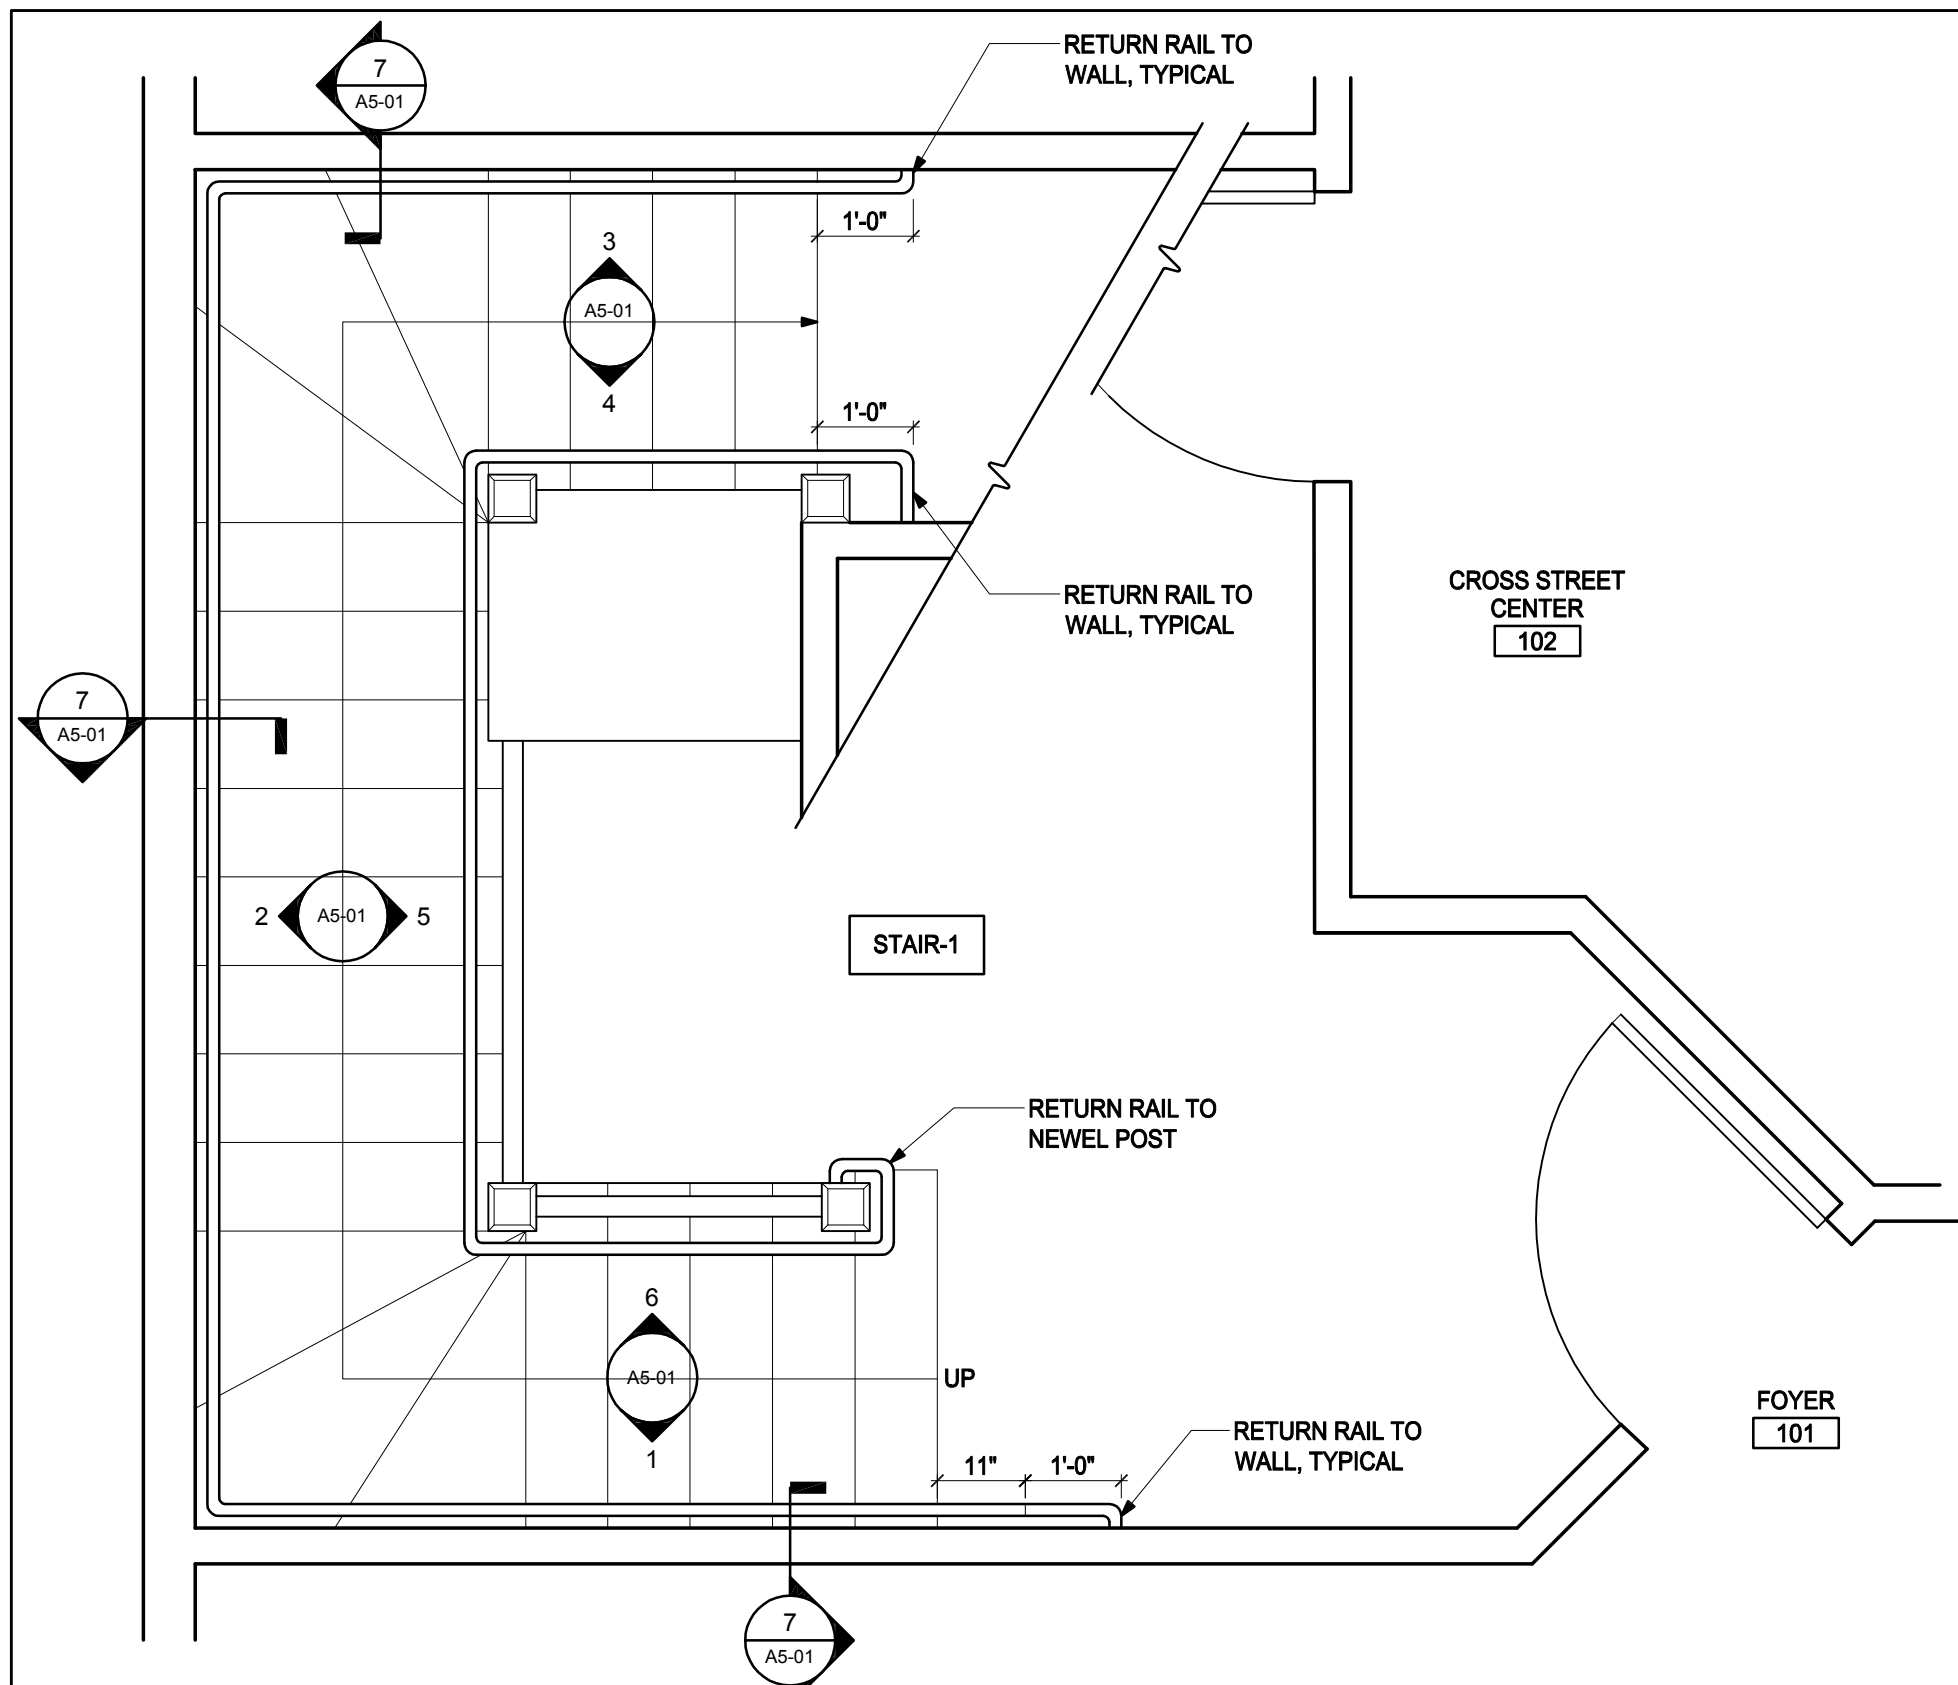 RETURN RAIL TO
WALL, TYPICAL
7
A5-01
1'-0"
3
A5-01
4
1'-0"
RETURN RAIL TO
WALL, TYPICAL
CROSS STREET
CENTER
102
7
A5-01
2
A5-01
5
STAIR-1
RETURN RAIL TO
NEWEL POST
6
A5-01
1
UP
FOYER
101
RETURN RAIL TO
WALL, TYPICAL
11"
1'-0"
7
A5-01